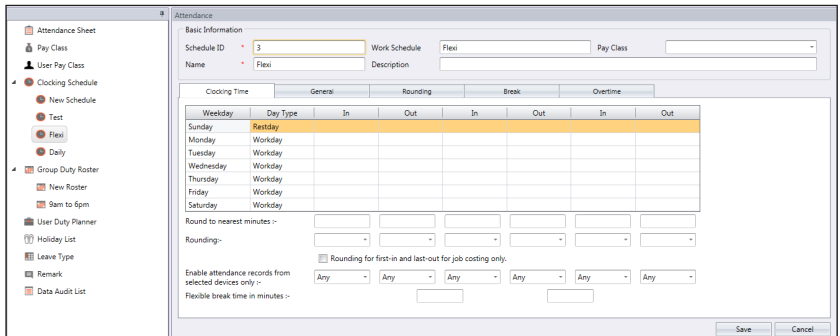 Attendance Sheet
Pay Class
User Pay Class
Clocking Schedule
New Schedule
Test
Flexi
Daily
Group Duty Roster
New Roster
9am to 6pm
User Duty Planner
Holiday List
Leave Type
Remark
Data Audit List
Attendance
Basic Information
Schedule ID * 3 Work Schedule Flexi Pay Class
Name * Flexi Description
Clocking Time General Rounding Break Overtime
Weekday Day Type In Out In Out In Out
Sunday Restday
Monday Workday
Tuesday Workday
Wednesday Workday
Thursday Workday
Friday Workday
Saturday Workday
Round to nearest minutes :-
Rounding:-
Rounding for first-in and last-out for job costing only.
Enable attendance records from
selected devices only :- Any Any Any Any Any Any
Flexible break time in minutes :-
Save Cancel